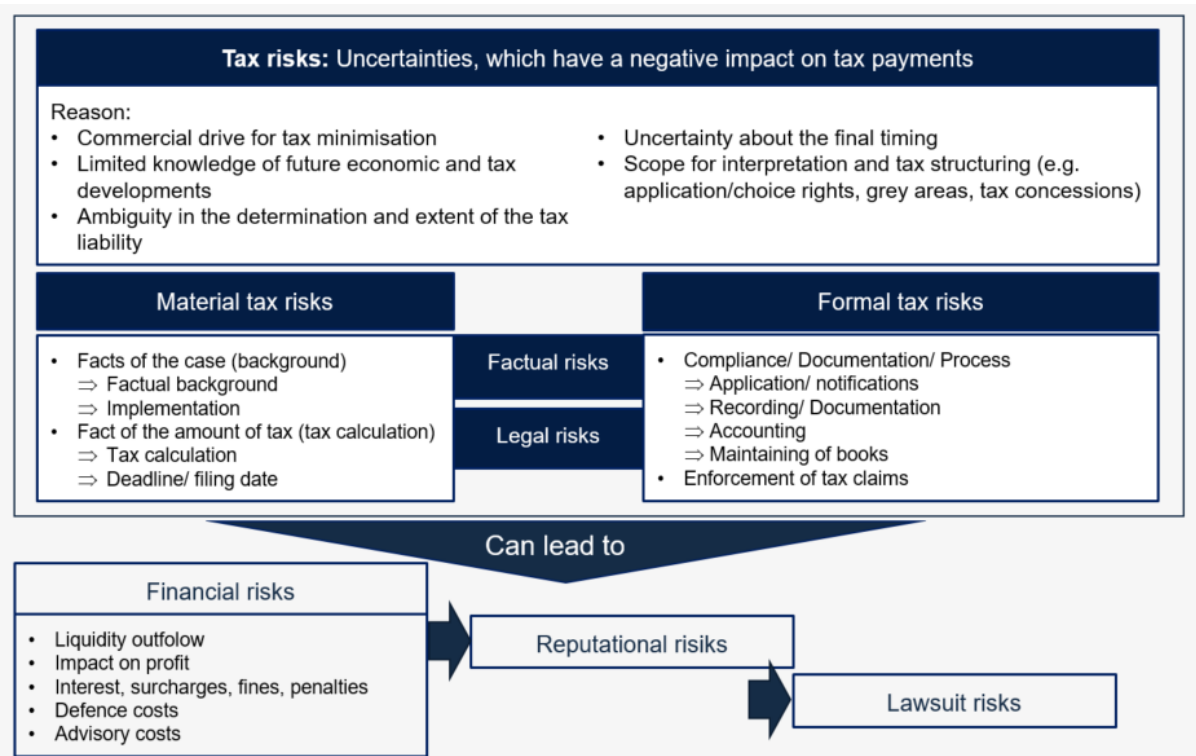 Tax risks: Uncertainties, which have a negative impact on tax payments
Reason:
• Commercial drive for tax minimisation
• Limited knowledge of future economic and tax
developments
• Ambiguity in the determination and extent of the tax
liability
• Uncertainty about the final timing
• Scope for interpretation and tax structuring (e.g.
application/choice rights, grey areas, tax concessions)
Material tax risks
• Facts of the case (background)
⇒ Factual background
⇒ Implementation
• Fact of the amount of tax (tax calculation)
⇒ Tax calculation
⇒ Deadline/ filing date
Factual risks
Legal risks
Formal tax risks
• Compliance/ Documentation/ Process
⇒ Application/ notifications
⇒ Recording/ Documentation
⇒ Accounting
⇒ Maintaining of books
• Enforcement of tax claims
Can lead to
Financial risks
• Liquidity outfolow
• Impact on profit
• Interest, surcharges, fines, penalties
• Defence costs
• Advisory costs
Reputational risiks
Lawsuit risks